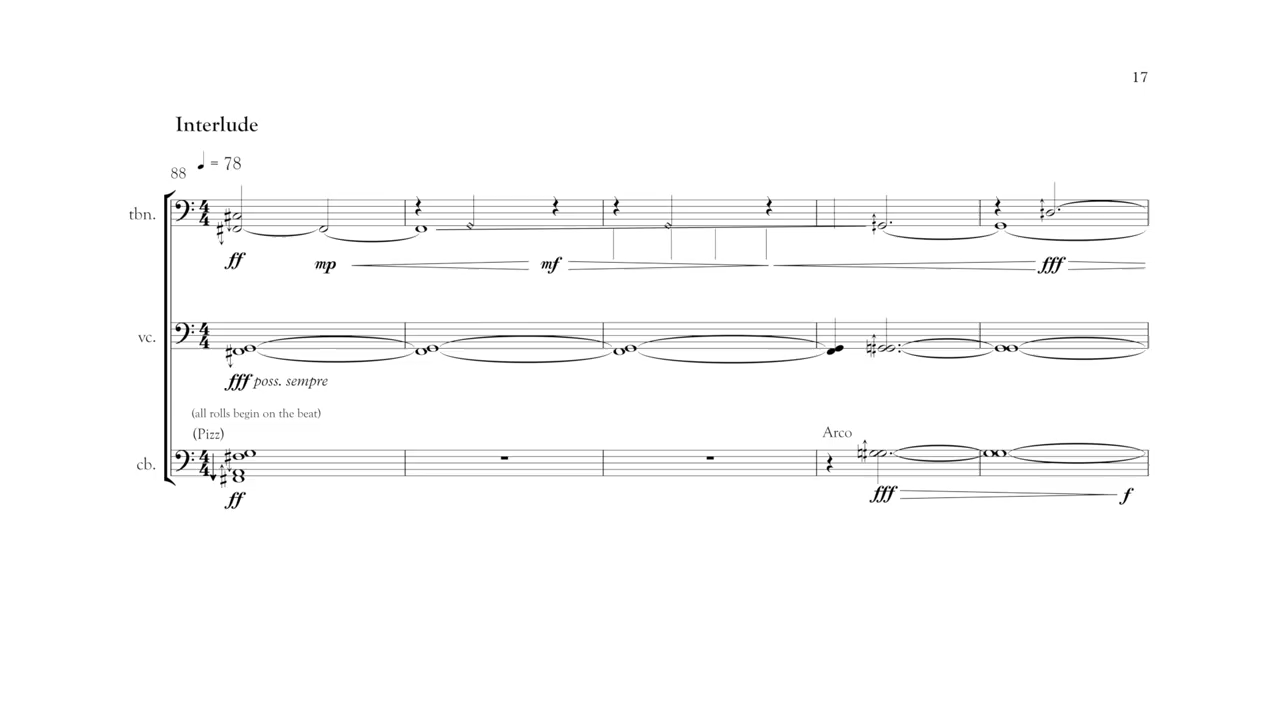 17
Interlude
88 ♩ = 78
tbn.
ff mp mf fff
vc.
fff poss. sempre
(all rolls begin on the beat)
(Pizz)
Arco
cb.
ff fff f